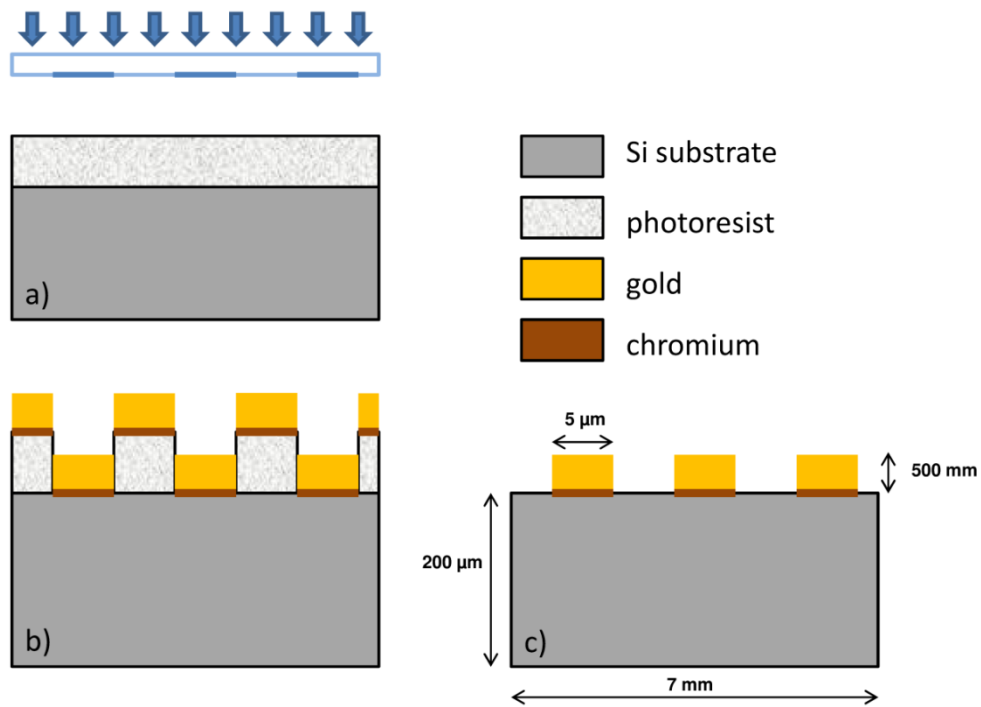 Si substrate
photoresist
gold
chromium
a)
b)
5 µm
500 mm
200 µm
c)
7 mm